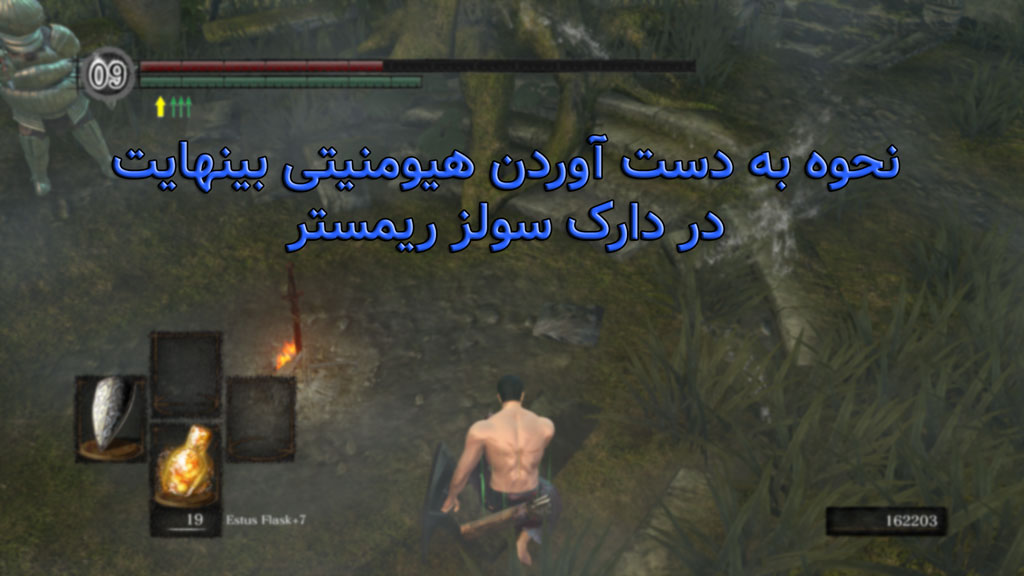 09
نحوه به دست آوردن هیومنیتی بینهایت
در دارک سولز ریمستر
19
Estus Flask+7
162203